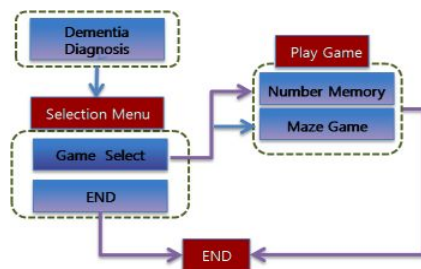 Dementia
Diagnosis
Selection Menu
Game Select
END
Play Game
Number Memory
Maze Game
END